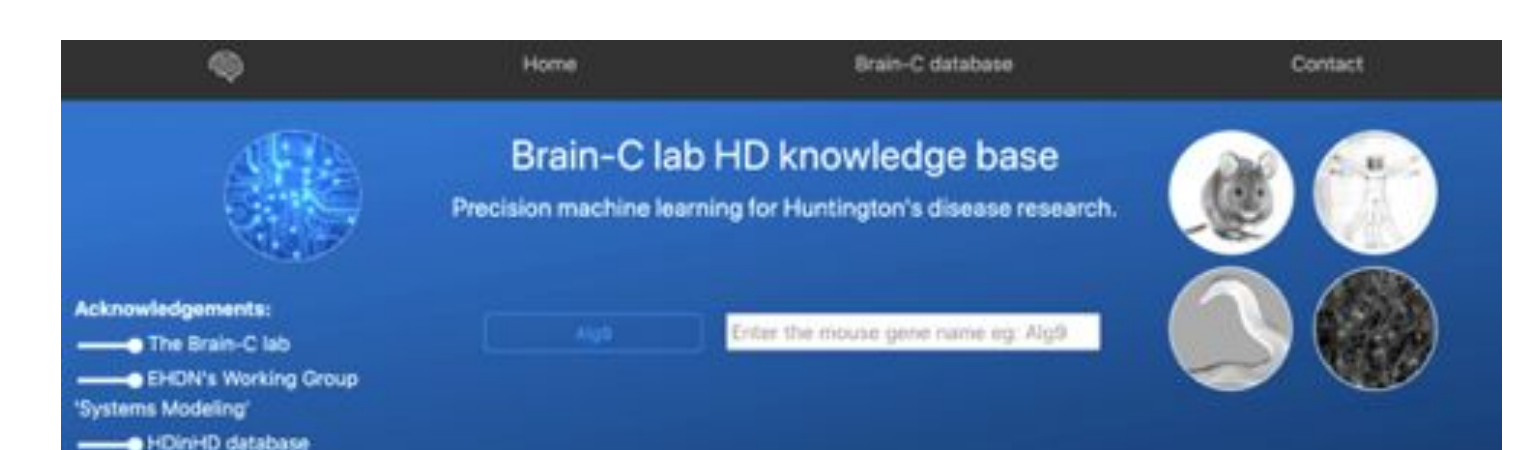 Home
Brain-C database
Contact
Brain-C lab HD knowledge base
Precision machine learning for Huntington's disease research.
Acknowledgements:
The Brain-C lab
EHDN's Working Group
'Systems Modeling'
HDinHD database
Alg9
Enter the mouse gene name eg: Alg9